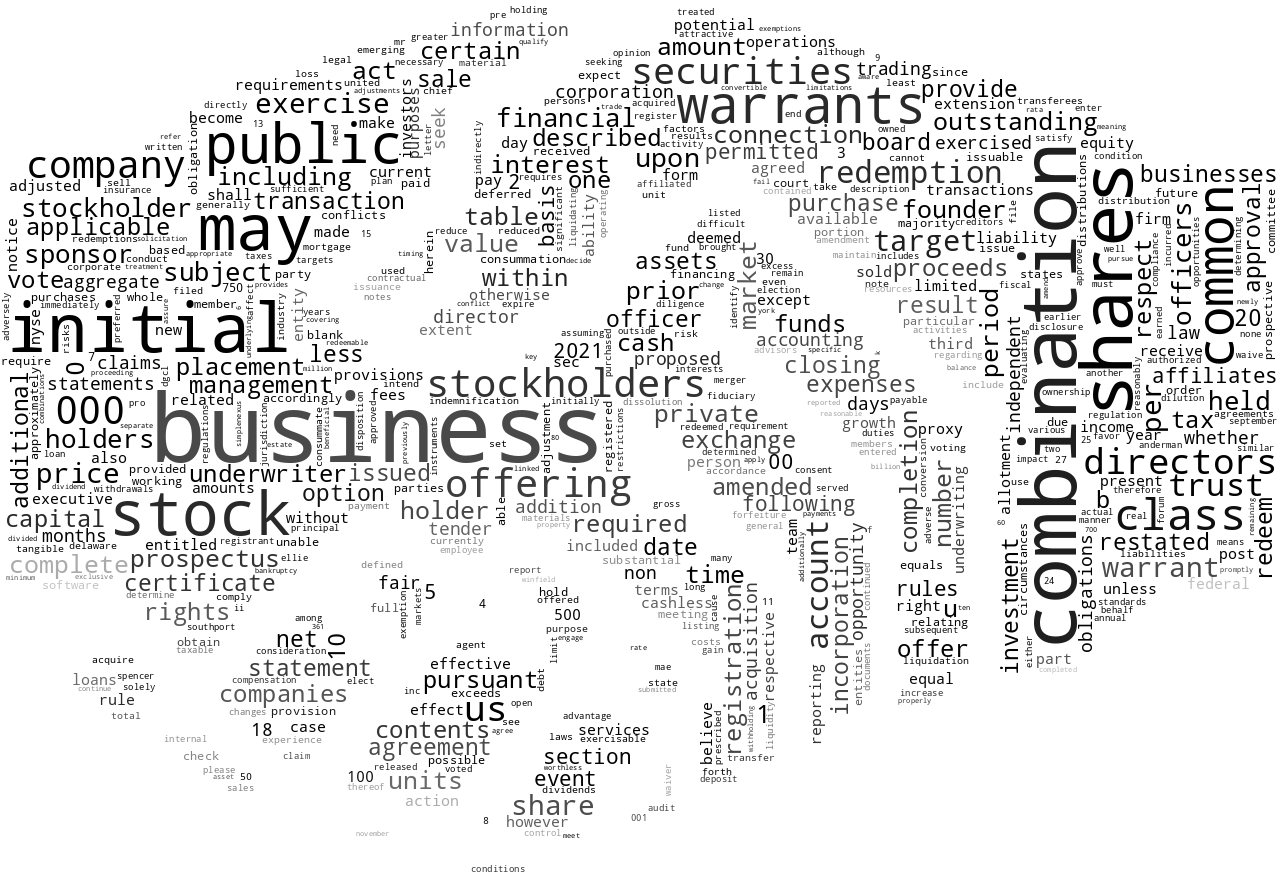 pre holding
information
greater
mr
emerging
certain
qualify
necessary
material
legal
loss
act
sale
requirements
united
adjustments
chief
directly
exercise
become
13
make
need
investors
purposes
letter
seek
refer
written
public
obligation
company
including
current
plan
paid
adjusted
sell
insurance
shall
generally
sufficient
transaction
stockholder
applicable
redemptions
solicitation
may
conflicts
made
15
notice
sponsor
based
conduct
appropriate
taxes
mortgage
targets
timing
corporate
treatment
subject
party
used
contractual
vote
aggregate
filed
750
provides
issuance
notes
adversely
purchases
immediately
whole
member
initial
nyse
risks
preferred
assure
new
underlying
affect
industry
entity
years
covering
blank
redeemable
less
require
7
claims
proceeding
0
placement
million
management
provisions
statements
dgcl
combinations
additional
approximately
000
pro
separate
related
accordingly
fees
intend
business
holders
loan
also
regulations
simplenexus
jurisdiction
estate
consummate
beneficial
disposition
approved
previously
instruments
price
provided
working
underwriter
issued
dividend
withdrawals
amounts
option
parties
executive
payment
stock
without
principal
capital
divided
months
tangible
delaware
entitled
registrant
unable
complete
prospectus
ellie
bankruptcy
minimum
exclusive
software
certificate
determine
comply
rights
ii
southport
among
361
obtain
taxable
net
consideration
10
acquire
statement
loans
continue
spencer
solely
compensation
elect
companies
rule
changes
provision
total
18
case
internal
experience
check
claim
please
asset
50
sales
november
treated
potential
attractive
exemptions
opinion
amount
operations
seeking
although
9
expect
securities
aware
trading
since
least
corporation
convertible
limitations
provide
persons
acquired
trade
warrants
end
register
extension
transferees
rata
enter
financial
factors
results
activity
outstanding
meaning
day
described
connection
owned
board
exercised
satisfy
equity
indirectly
received
interest
upon
permitted
3
cannot
issuable
condition
pay
2
requires
one
form
agreed
redemption
businesses
deferred
affiliated
fail
court
take
description
transactions
future
unit
contained
purchase
founder
file
distributions
distribution
table
basis
significant
liquidating
ability
operating
listed
difficult
available
majority
creditors
firm
reduce
reduced
deemed
portion
amendment
target
liability
value
herein
consummation
decide
fund
brought
market
maintain
includes
issue
assets
30
excess
remain
financing
change
sold
note
proceeds
within
even
election
resources
limited
states
fiscal
otherwise
prior
diligence
identify
york
except
result
amendments
conflict
expire
director
officer
funds
particular
activities
period
earlier
disclosure
extent
assuming
outside
risk
accounting
third
regarding
balance
independent
evaluating
2021
sec
purchased
cash
proposed
interests
advisors
specific
closing
k
include
key
stockholders
merger
expenses
indemnification
initially
dissolution
fiduciary
reported
reasonable
days
payable
ownership
set
adjustment
80
registered
restrictions
private
redeemed
requirement
growth
duties
proxy
exchange
determined
members
entered
completion
voting
conversion
offering
linked
person
apply
00
consent
billion
accordance
amended
served
number
adverse
underwriting
holder
able
addition
gross
following
materials
property
forfeiture
payments
general
tender
required
currently
employee
included
date
substantial
many
team
additionally
account
equals
defined
report
winfield
non
time
long
fair
full
exemption
markets
5
hold
offered
terms
cashless
meeting
listing
cause
11
rules
right
u
ten
relating
subsequent
4
500
purpose
engage
costs
gain
registration
acquisition
respective
incorporation
opportunity
entities
documents
continued
nf
offer
liquidation
agent
rate
effective
limit
mae
state
submitted
equal
pursuant
debt
inc
exceeds
reporting
increase
properly
effect
us
open
see
agree
advantage
services
believe
prescribed
withholding
1
liquidity
contents
laws
exercisable
agreement
section
transfer
released
possible
voted
worthless
100
thereof
units
event
dividends
forth
deposit
waiver
action
share
audit
001
8
however
control
meet
conditions
combination
shares
common
approve
must
well
pursue
respect
compliance
earned
incurred
officers
opportunities
law
approval
newly
determining
20
none
committee
prospective
waive
receive
authorized
another
reasonably
affiliates
order
dilution
per
tax
held
agreements
september
regulation
due
various
income
25
favor
year
anderman
whether
similar
two
impact
27
directors
use
present
therefore
trust
allotment
b
actual
manner
700
class
real
forum
remaining
redeem
60
restated
means
post
liabilities
warrant
promptly
circumstances
investment
24
obligations
unless
federal
standards
behalf
annual
either
part
completed